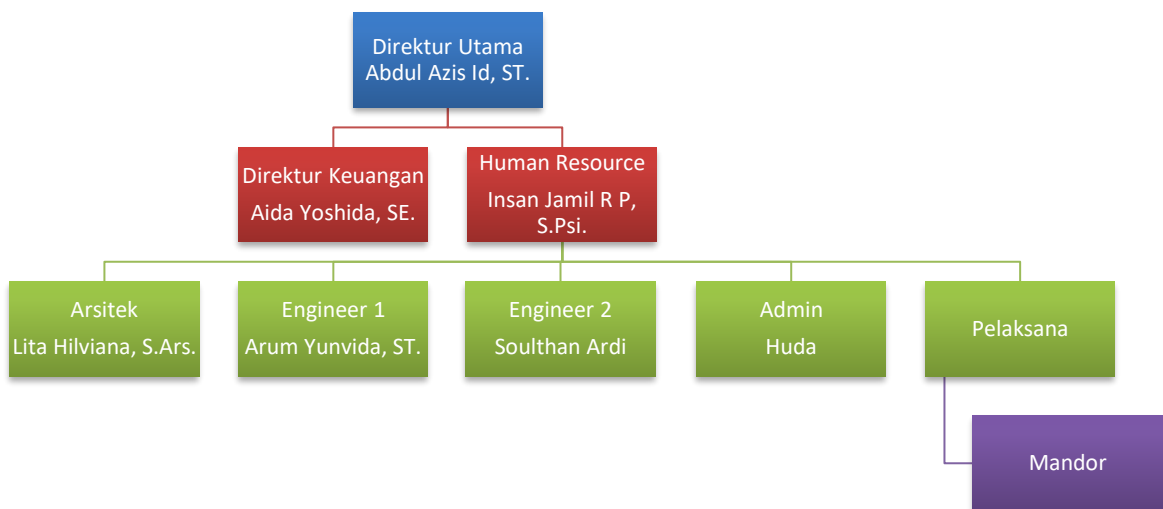 Direktur Utama
Abdul Azis Id, ST.
Direktur Keuangan
Aida Yoshida, SE.
Human Resource
Insan Jamil R P,
S.Psi.
Arsitek
Lita Hilviana, S.Ars.
Engineer 1
Arum Yunvida, ST.
Engineer 2
Soulthan Ardi
Admin
Huda
Pelaksana
Mandor